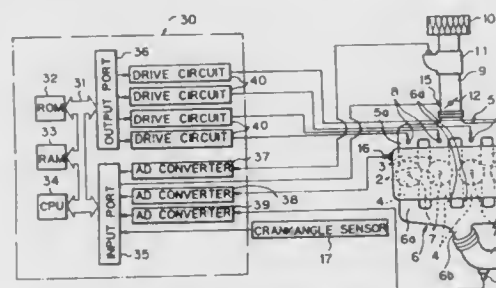 30
10
36
32
31
OUTPUT PORT
DRIVE CIRCUIT
40
DRIVE CIRCUIT
DRIVE CIRCUIT
DRIVE CIRCUIT
40
ROM
33
RAM
34
CPU
37
AD CONVERTER
AD CONVERTER
38
AD CONVERTER
39
INPUT PORT
35
CRANKANGLE SENSOR
17
11
9
15
12
6a
8
5
5a
16
3
2
4
6a
7
6
4
6b